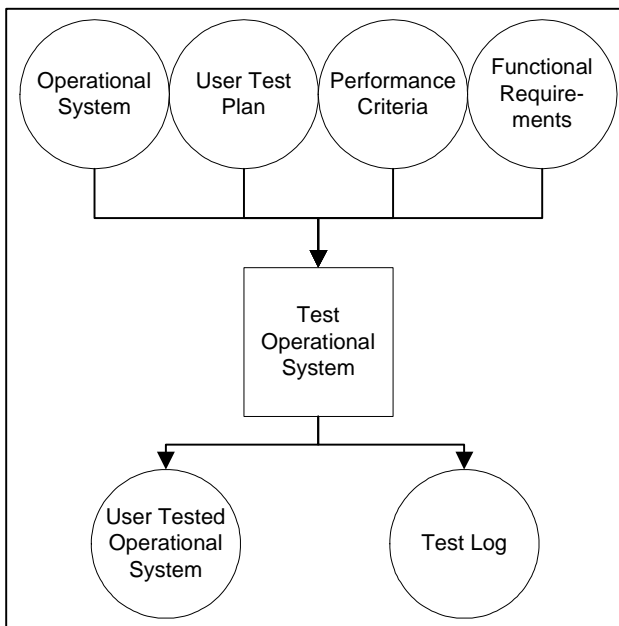 Operational
System
User Test
Plan
Performance
Criteria
Functional
Require-
ments
Test
Operational
System
User Tested
Operational
System
Test Log